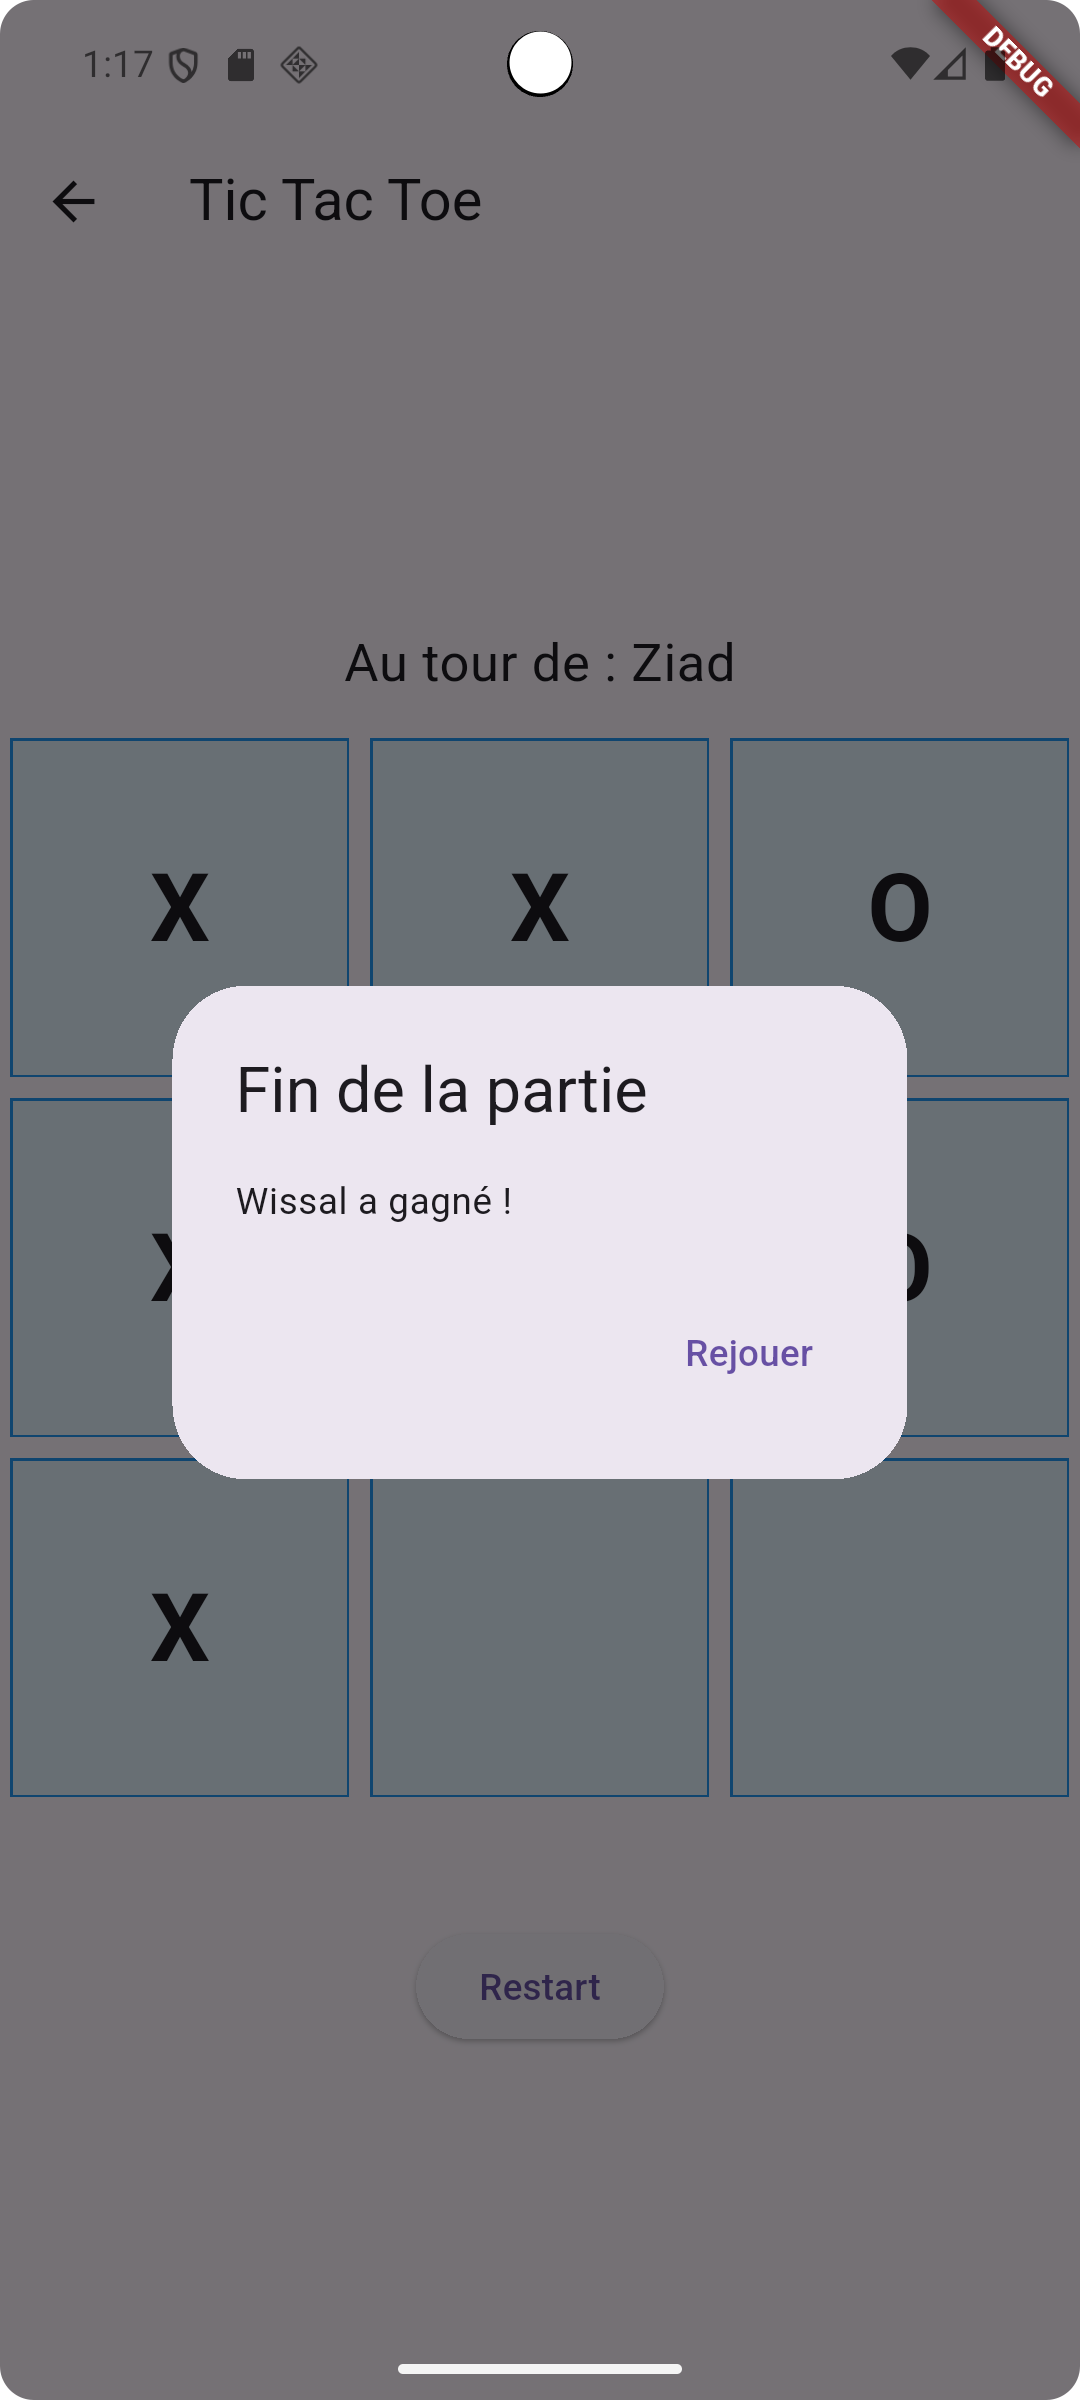 1:17
DEBUG
Tic Tac Toe
Au tour de : Ziad
X X O
Fin de la partie
Wissal a gagné !
Rejouer
X
Restart